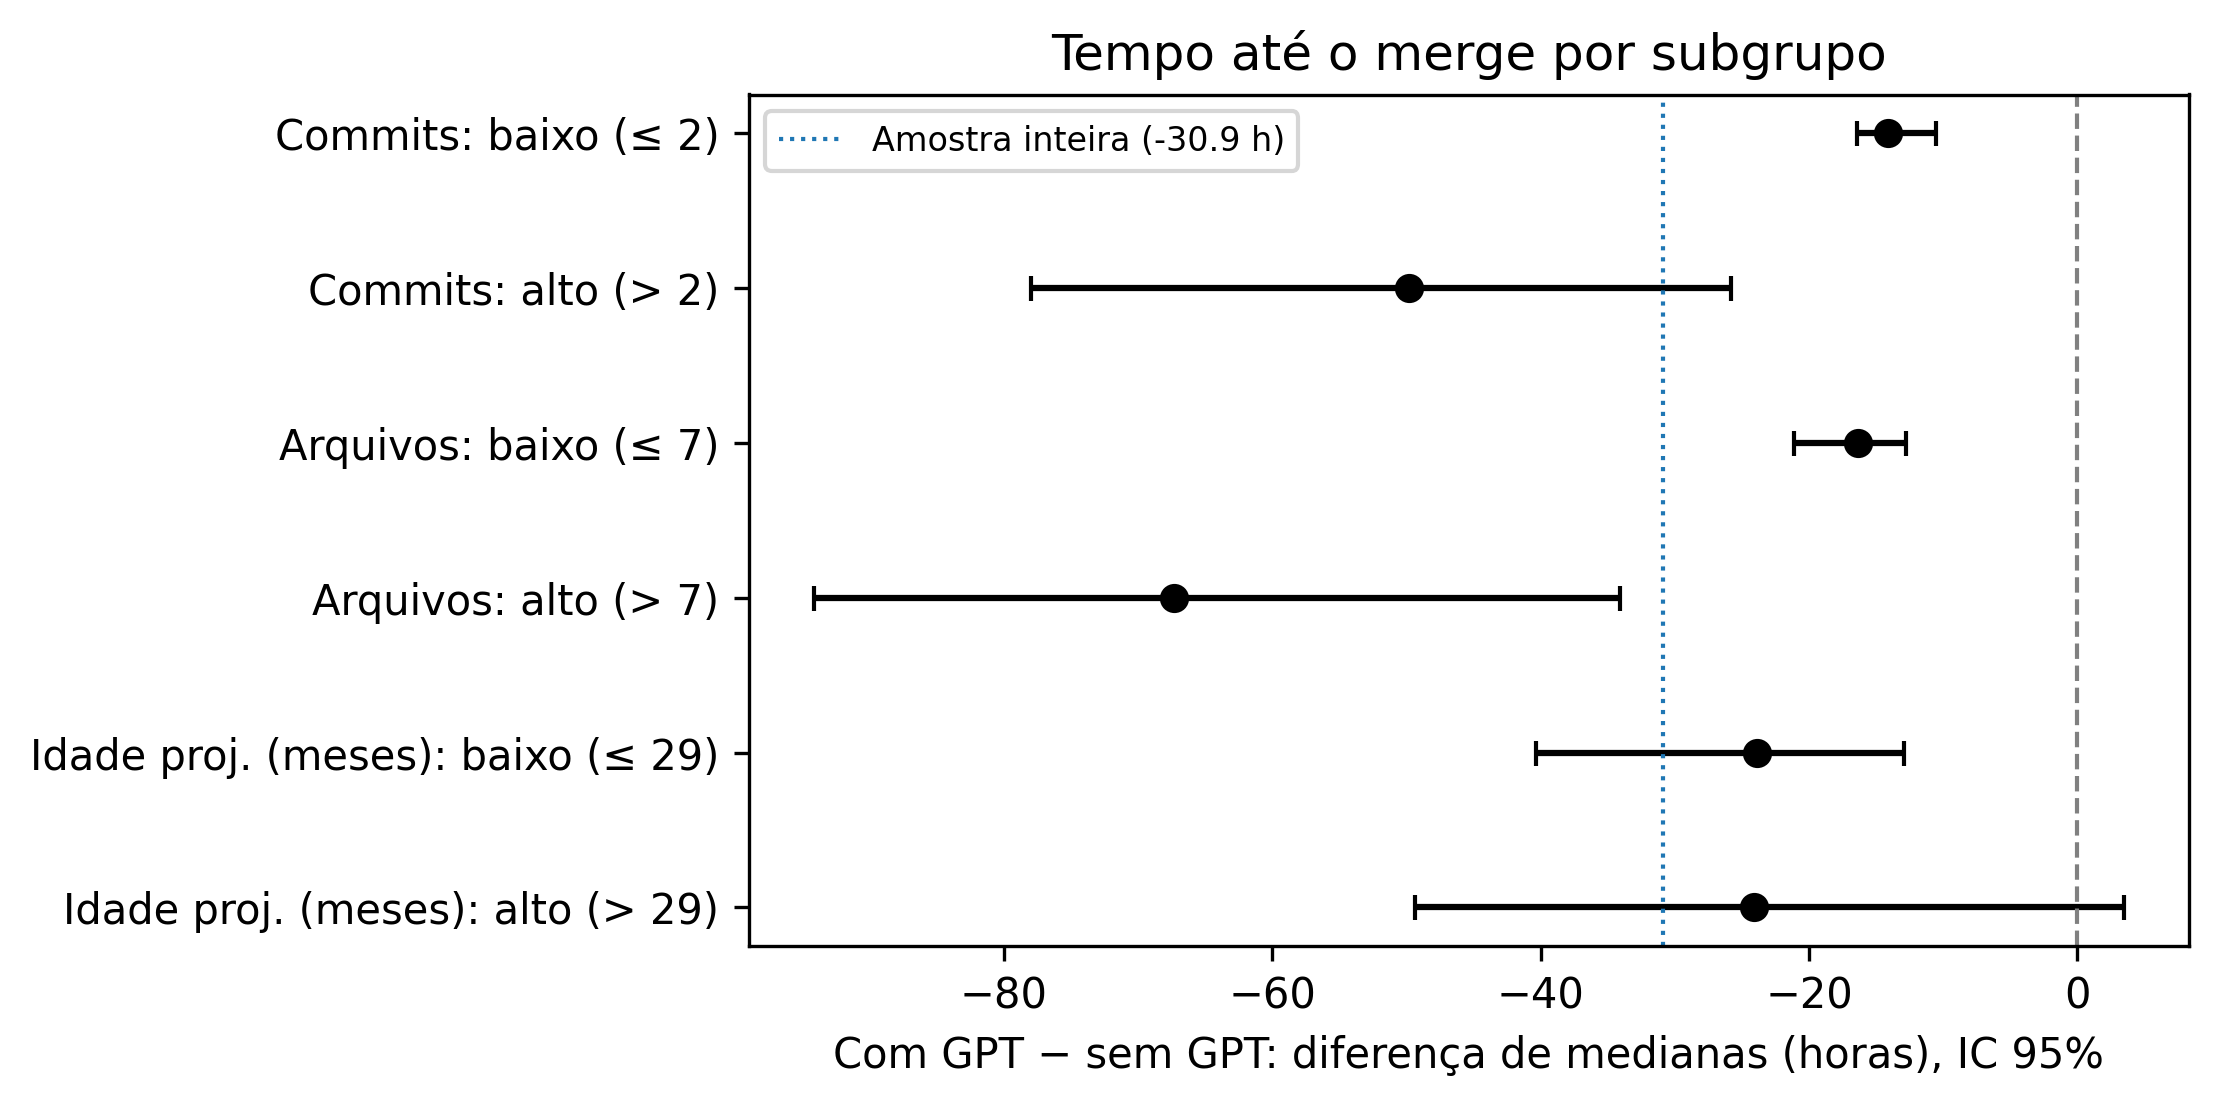 Tempo até o merge por subgrupo
Amostra inteira (-30.9 h)
Commits: baixo (≤ 2)
Commits: alto (> 2)
Arquivos: baixo (≤ 7)
Arquivos: alto (> 7)
Idade proj. (meses): baixo (≤ 29)
Idade proj. (meses): alto (> 29)
−80 −60 −40 −20 0
Com GPT − sem GPT: diferença de medianas (horas), IC 95%